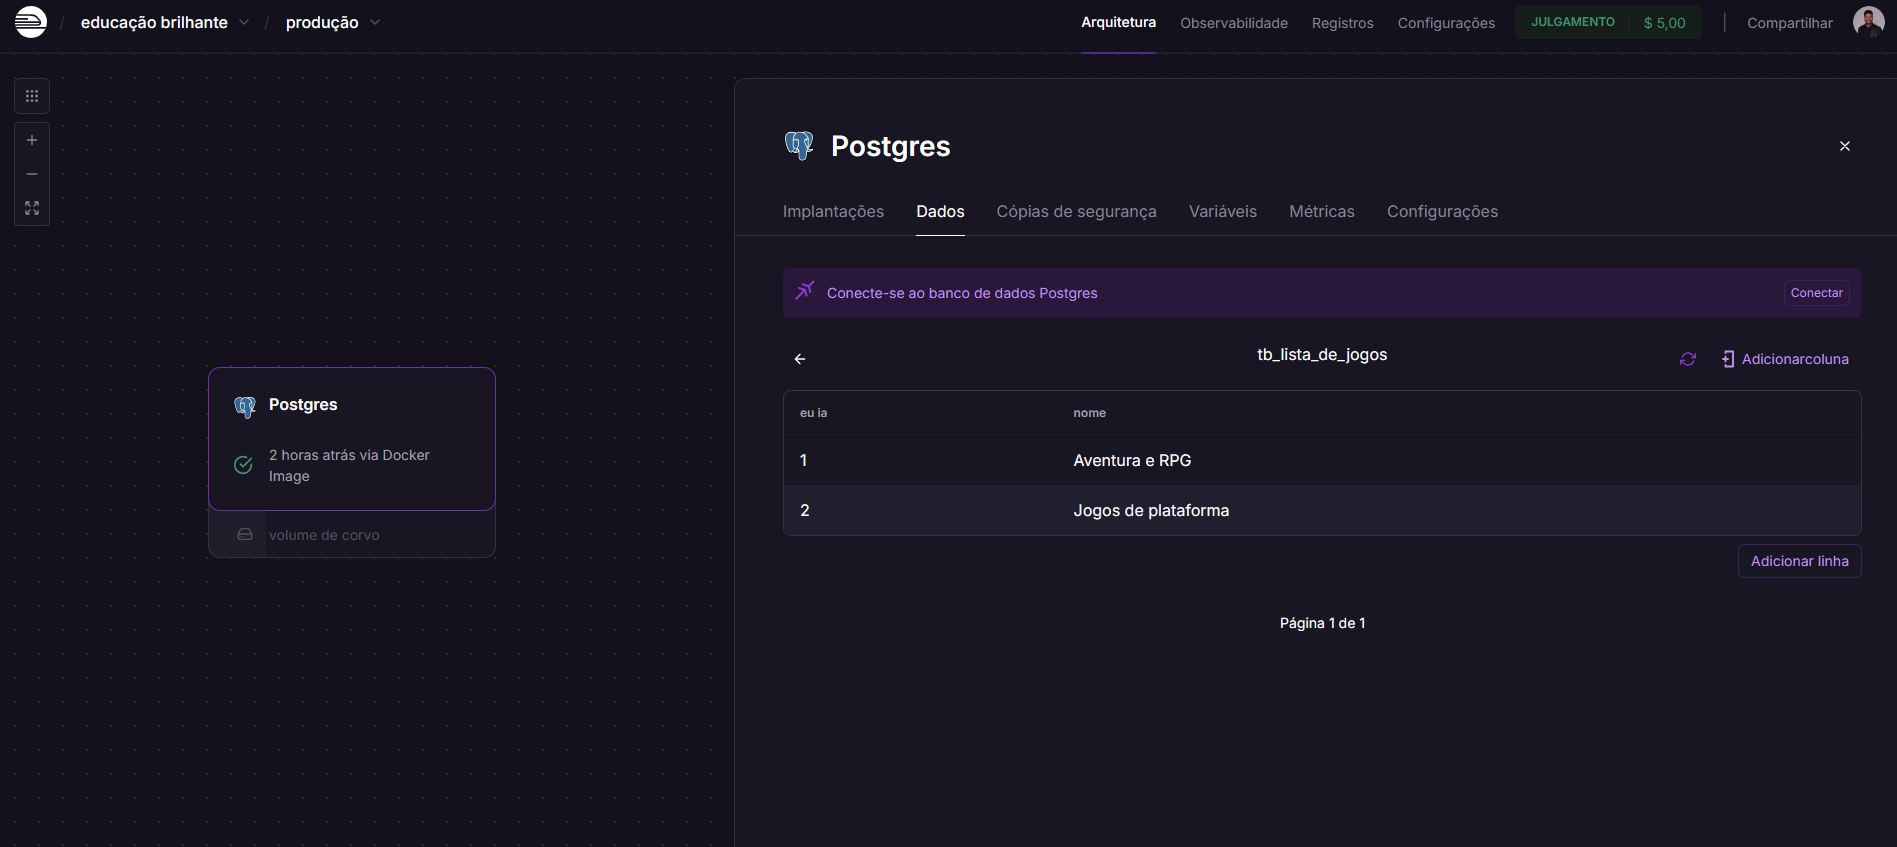 / educação brilhante / produção
Arquitetura Observabilidade Registros Configurações JULGAMENTO $ 5,00 Compartilhar
Postgres
Implantações Dados Cópias de segurança Variáveis Métricas Configurações
Conecte-se ao banco de dados Postgres Conectar
tb_lista_de_jogos Adicionarcoluna
eu ia nome
1 Aventura e RPG
2 Jogos de plataforma
Adicionar linha
Página 1 de 1
Postgres
2 horas atrás via Docker
Image
volume de corvo